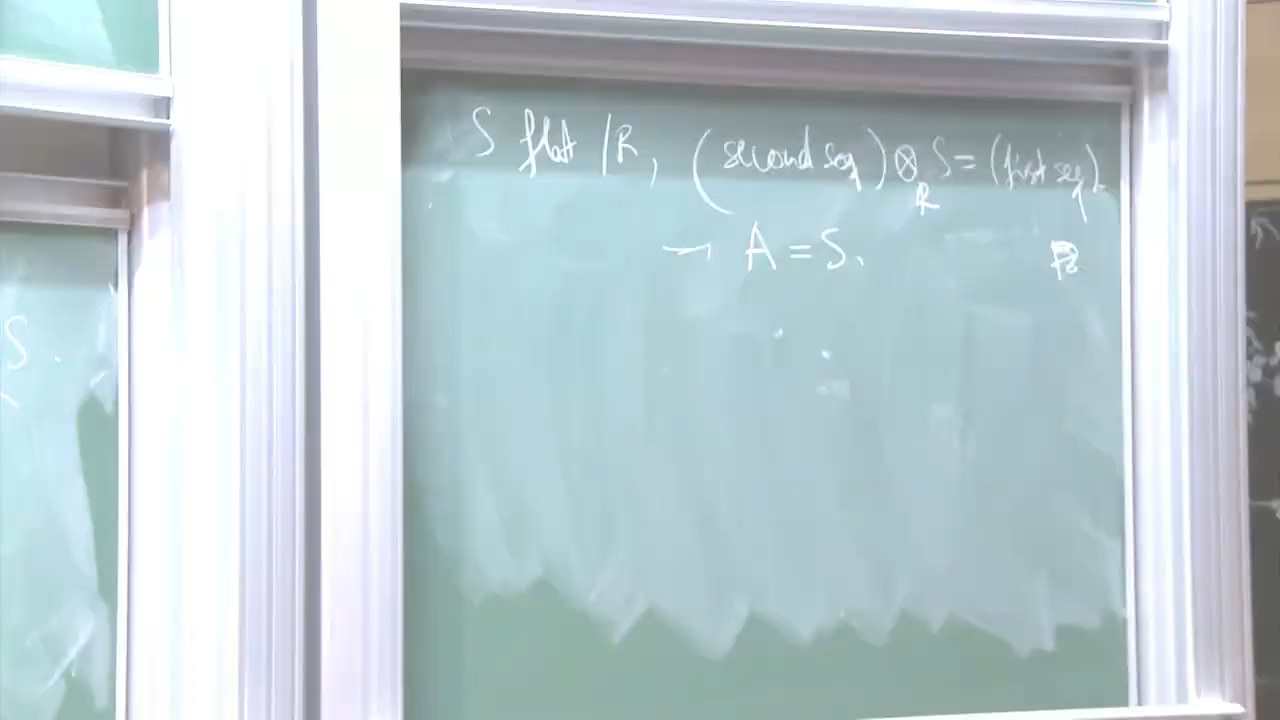 S flat / R, (second seq) ⊗_R S = (first seq).
→ A = S.
S.